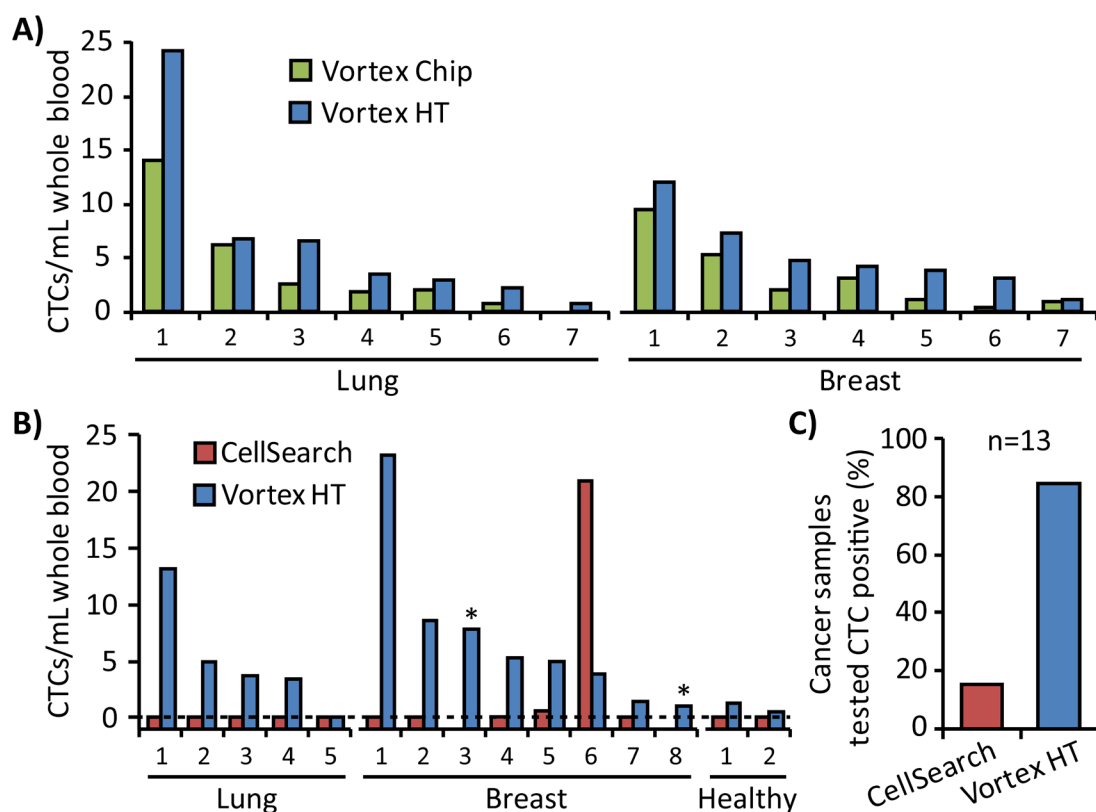 A)
CTCs/mL whole blood
25
20
15
10
5
0
Vortex Chip
Vortex HT
1 2 3 4 5 6 7
1 2 3 4 5 6 7
Lung
Breast
B)
CTCs/mL whole blood
25
20
15
10
5
0
CellSearch
Vortex HT
*
*
1 2 3 4 5
1 2 3 4 5 6 7 8
1 2
Lung
Breast
Healthy
C)
Cancer samples
tested CTC positive (%)
100
80
60
40
20
0
n=13
CellSearch
Vortex HT